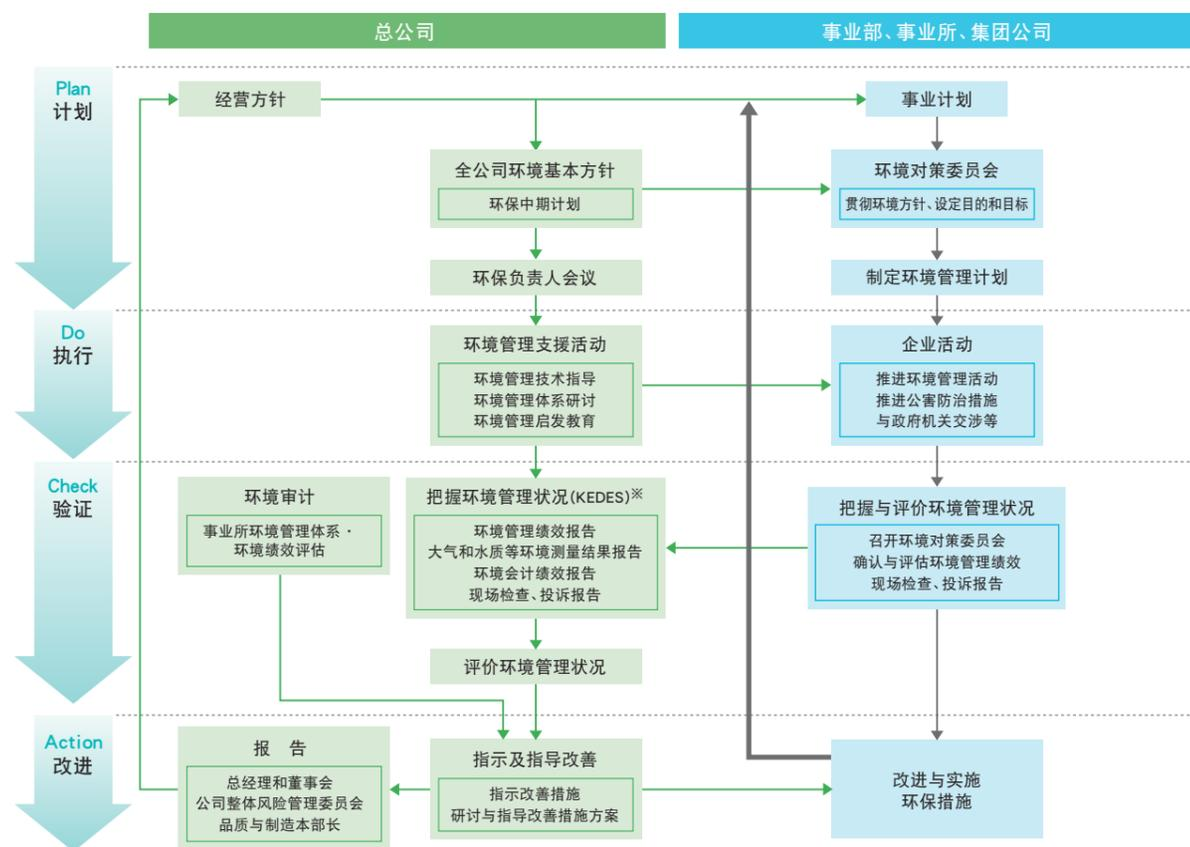 总公司
事业部、事业所、集团公司
Plan
计划
经营方针
事业计划
全公司环境基本方针
环保中期计划
环境对策委员会
贯彻环境方针、设定目的和目标
环保负责人会议
制定环境管理计划
Do
执行
环境管理支援活动
环境管理技术指导
环境管理体系研讨
环境管理启发教育
企业活动
推进环境管理活动
推进公害防治措施
与政府机关交涉等
Check
验证
环境审计
事业所环境管理体系・
环境绩效评估
把握环境管理状况(KEDES)※
环境管理绩效报告
大气和水质等环境测量结果报告
环境会计绩效报告
现场检查、投诉报告
把握与评价环境管理状况
召开环境对策委员会
确认与评估环境管理绩效
现场检查、投诉报告
评价环境管理状况
Action
改进
报　告
总经理和董事会
公司整体风险管理委员会
品质与制造本部长
指示及指导改善
指示改善措施
研讨与指导改善措施方案
改进与实施
环保措施